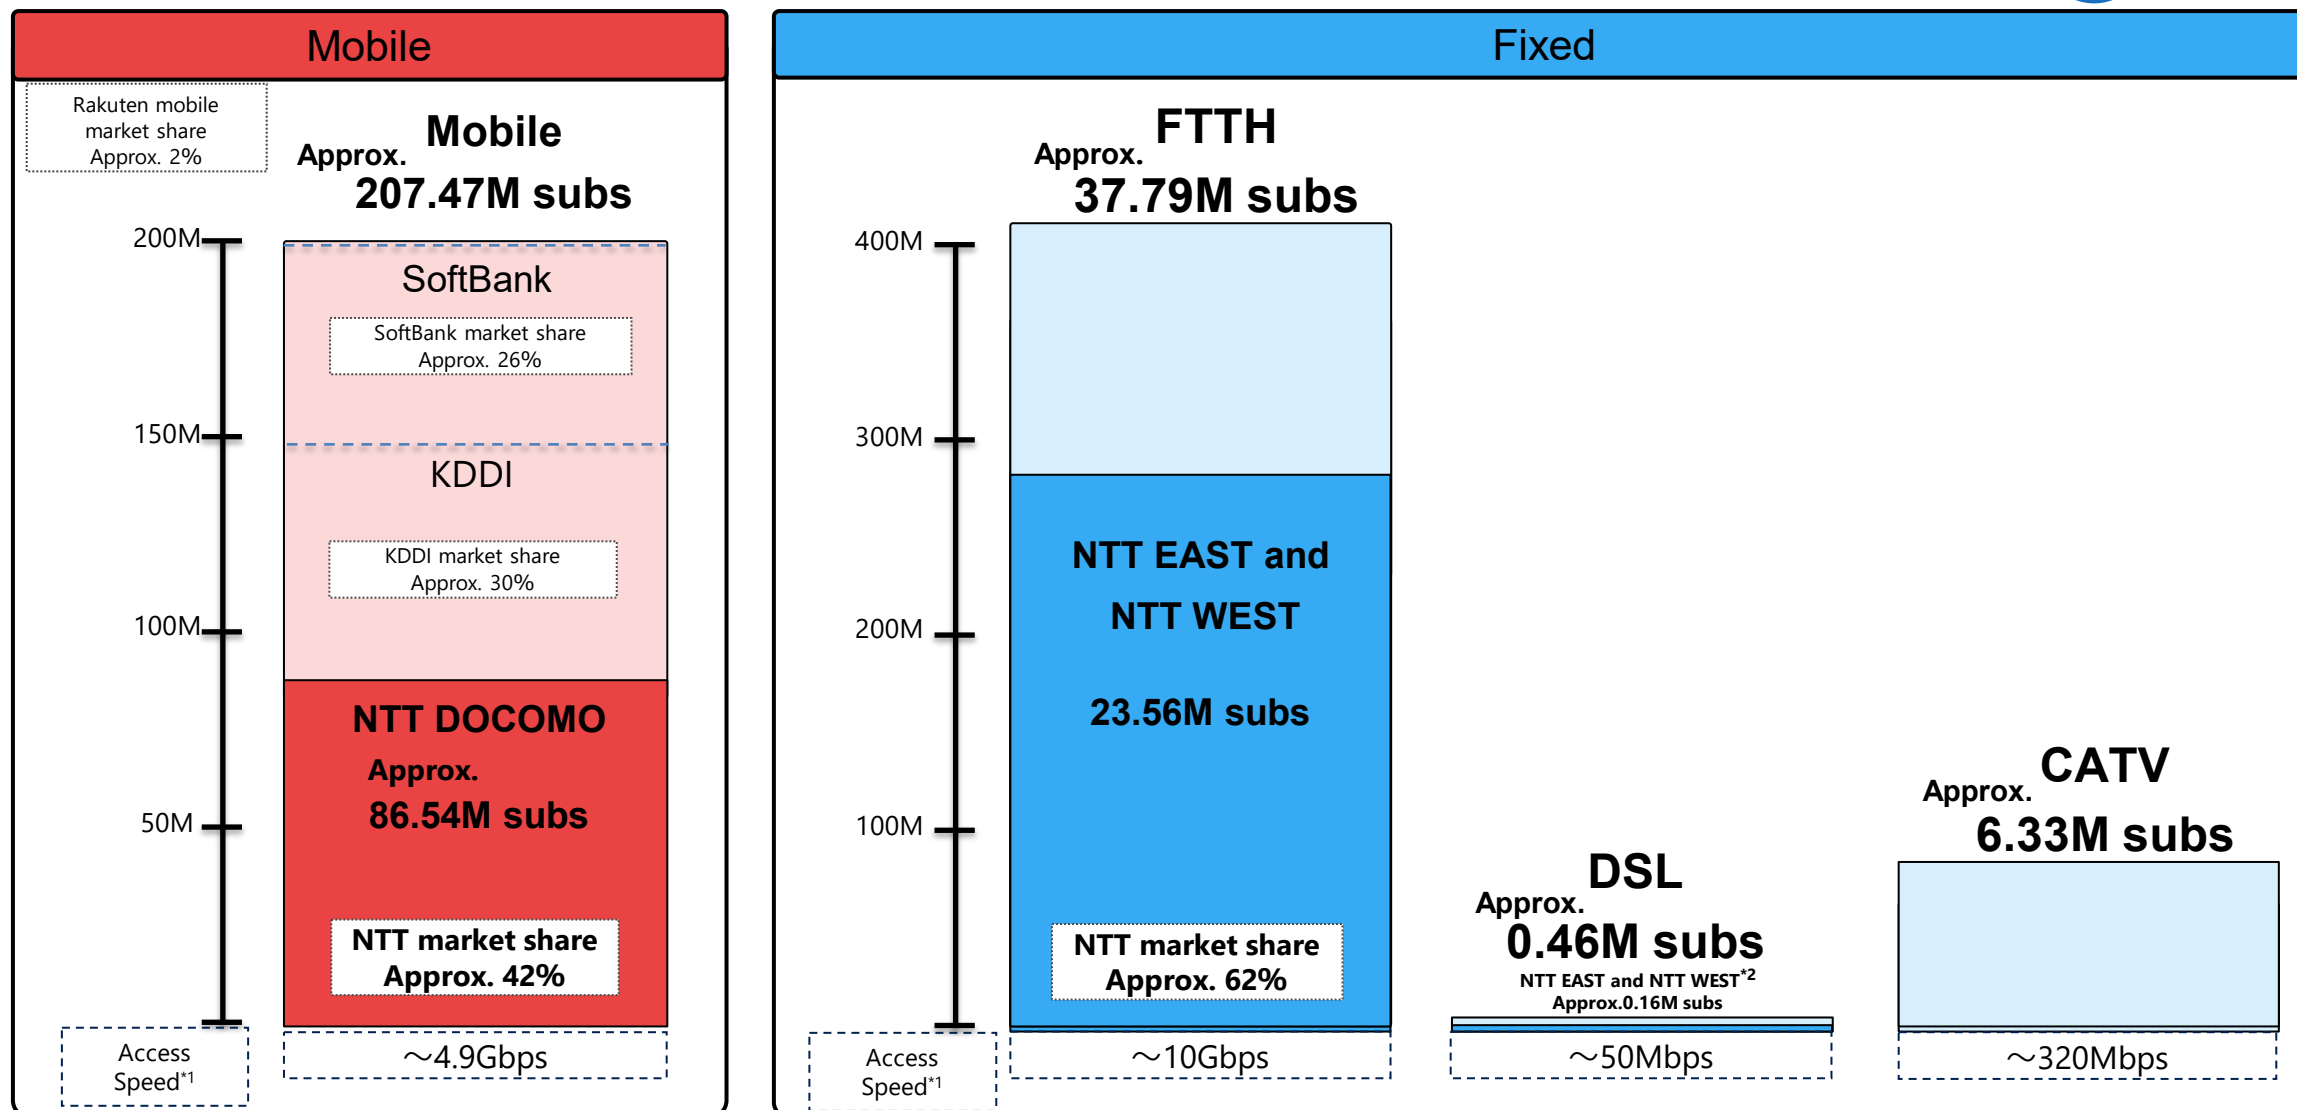 Mobile
Rakuten mobile
market share
Approx. 2%
Mobile
Approx.
207.47M subs
200M
150M
100M
50M
SoftBank
SoftBank market share
Approx. 26%
KDDI
KDDI market share
Approx. 30%
NTT DOCOMO
Approx.
86.54M subs
NTT market share
Approx. 42%
Access
Speed*1
～4.9Gbps
Fixed
FTTH
Approx.
37.79M subs
400M
300M
200M
100M
NTT EAST and
NTT WEST
23.56M subs
NTT market share
Approx. 62%
DSL
Approx.
0.46M subs
NTT EAST and NTT WEST*2
Approx.0.16M subs
CATV
Approx.
6.33M subs
Access
Speed*1
～10Gbps
～50Mbps
～320Mbps